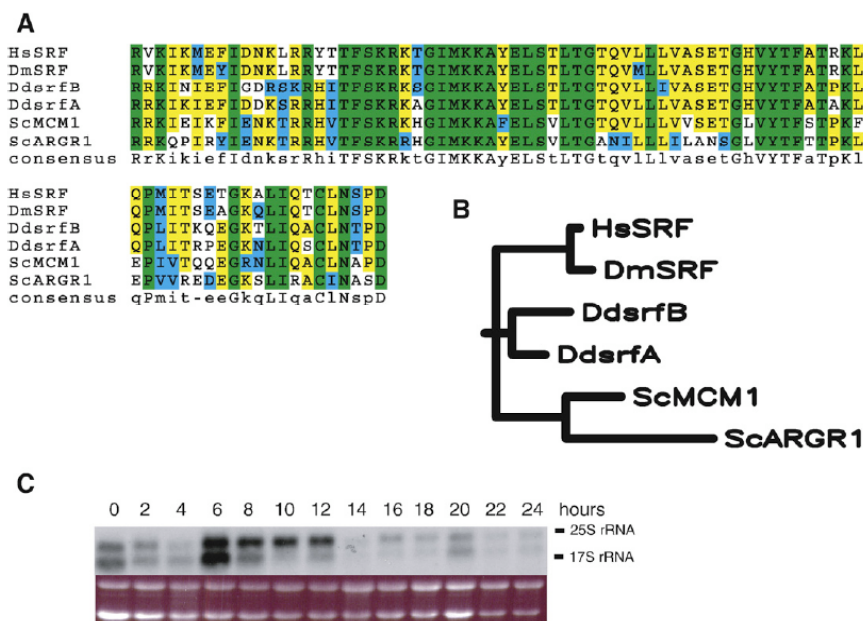 A
HsSRF RVKIKMEFIDNKLRRYTTFSKRKTGIMKKAYELSTLTGTQVLLLVASETGHVYTFATRKL
DmSRF RVKIKMEYIDNKLRRYTTFSKRKTGIMKKAYELSTLTGTQVMLLVASETGHVYTFATRKL
DdsrfB RRKINIEFIGDRSKRHITFSKRKSGIMKKAYELSTLTGTQVLLIVASETGHVYTFATPKL
DdsrfA RRKIKIEFIDDKSRRHITFSKRKAGIMKKAYELSTLTGTQVLLLVASETGHVYTFATAKL
ScMCM1 RRKIEIKFIENKTRRHVTFSKRKHGIMKKAFELSVLTGTQVLLLVVSETGLVYTFSTPKF
ScARGR1 RRKQPIRYIENKTRRHVTFSKRRHGIMKKAYELSTLTGANILLLILANSGLVYTFTTPKL
consensus RrKikiefIdnksrRhiTFSKRktGIMKKAyELStLTGtqvlLlvasetGhVYTFaTpKl
HsSRF QPMITSETGKALIQTCLNSPD
DmSRF QPMITSEAGKQLIQTCLNSPD
DdsrfB QPLITKQEGKTLIQACLNTPD
DdsrfA QPLITRPEGKNLIQSCLNTPD
ScMCM1 EPIVTQQEGRNLIQACLNAPD
ScARGR1 EPVVREDEGKSLIRACINASD
consensus qPmit-eeGkqLIqaClNspD
B
HsSRF
DmSRF
DdsrfB
DdsrfA
ScMCM1
ScARGR1
C
0 2 4 6 8 10 12 14 16 18 20 22 24 hours
25S rRNA
17S rRNA